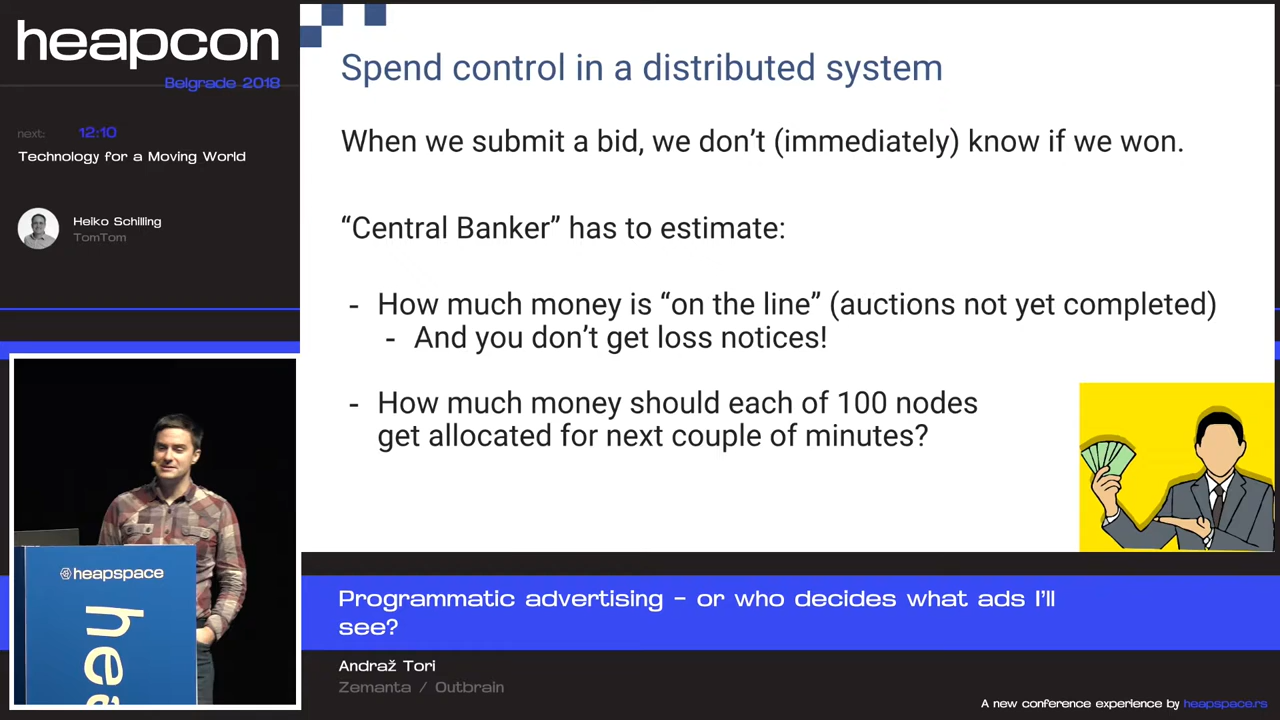 heapcon
Belgrade 2018
next: 12:10
Technology for a Moving World
Heiko Schilling
TomTom
Spend control in a distributed system
When we submit a bid, we don’t (immediately) know if we won.
“Central Banker” has to estimate:
- How much money is “on the line” (auctions not yet completed)
- And you don’t get loss notices!
- How much money should each of 100 nodes
get allocated for next couple of minutes?
heapspace
hea
Programmatic advertising - or who decides what ads I’ll
see?
Andraž Tori
Zemanta / Outbrain
A new conference experience by heapspace.rs